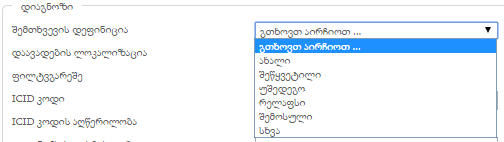 დიაგნოზი
შემთხვევის დეფინიცია
გთხოვთ აირჩიოთ ...
გთხოვთ აირჩიოთ ...
დაავადების ლოკალიზაცია
ახალი
შეწყვეტილი
ფილტვგარეშე
უშედეგო
ICID კოდი
რელაფსი
შემოსული
ICID კოდის აღწერილობა
სხვა